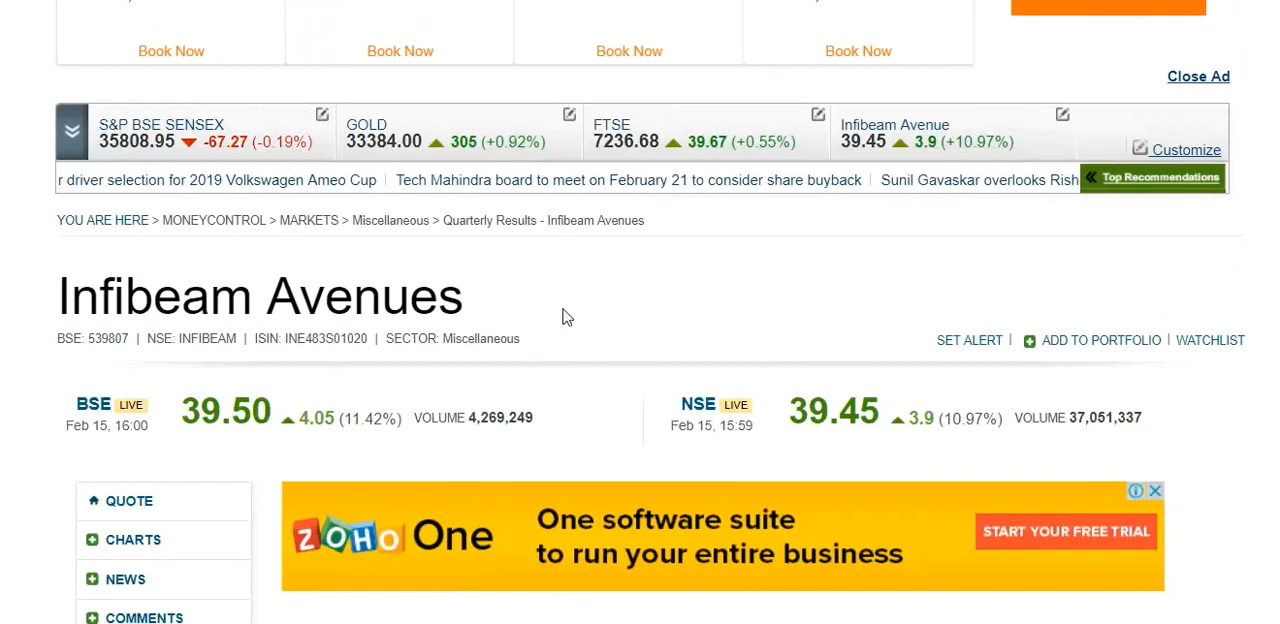 Book Now Book Now Book Now Book Now
Close Ad
S&P BSE SENSEX GOLD FTSE Infibeam Avenue
35808.95 -67.27 (-0.19%) 33384.00 305 (+0.92%) 7236.68 39.67 (+0.55%) 39.45 3.9 (+10.97%)
Customize
r driver selection for 2019 Volkswagen Ameo Cup | Tech Mahindra board to meet on February 21 to consider share buyback | Sunil Gavaskar overlooks Rish Top Recommendations
YOU ARE HERE > MONEYCONTROL > MARKETS > Miscellaneous > Quarterly Results - Infibeam Avenues
Infibeam Avenues
BSE: 539807 | NSE: INFIBEAM | ISIN: INE483S01020 | SECTOR: Miscellaneous
SET ALERT | ADD TO PORTFOLIO | WATCHLIST
BSE LIVE 39.50 4.05 (11.42%) VOLUME 4,269,249
Feb 15, 16:00
NSE LIVE 39.45 3.9 (10.97%) VOLUME 37,051,337
Feb 15, 15:59
QUOTE
CHARTS
NEWS
COMMENTS
ZOHO One
One software suite
to run your entire business
START YOUR FREE TRIAL